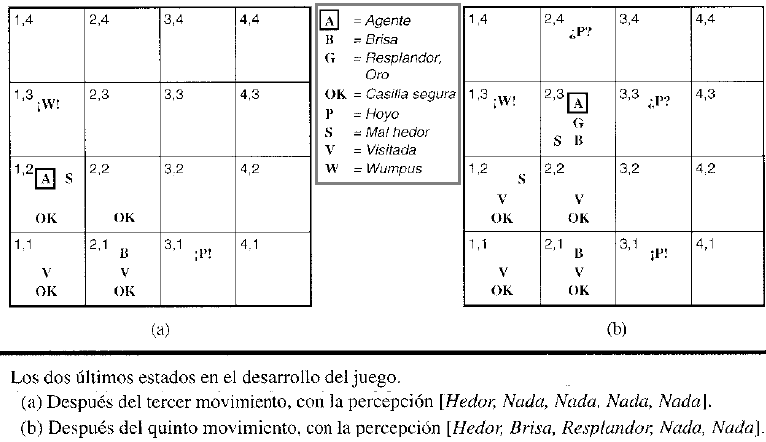 1,4 2,4 3,4 4,4
1,3 ¡W! 2,3 3,3 4,3
1,2 A S 2,2 3.2 4,2
OK OK
1,1 2,1 B 3,1 ¡P! 4.1
V V
OK OK
(a)
A = Agente
B = Brisa
G = Resplandor,
Oro
OK = Casilla segura
P = Hoyo
S = Mal hedor
V = Visitada
W = Wumpus
1,4 2,4 ¿P? 3,4 4,4
1,3 ¡W! 2,3 A 3,3 ¿P? 4,3
G
S B
1,2 S 2,2 3,2 4,2
V V
OK OK
1,1 2,1 B 3,1 ¡P! 4,1
V V
OK OK
(b)
Los dos últimos estados en el desarrollo del juego.
(a) Después del tercer movimiento, con la percepción [Hedor, Nada, Nada, Nada, Nada].
(b) Después del quinto movimiento, con la percepción [Hedor, Brisa, Resplandor, Nada, Nada].